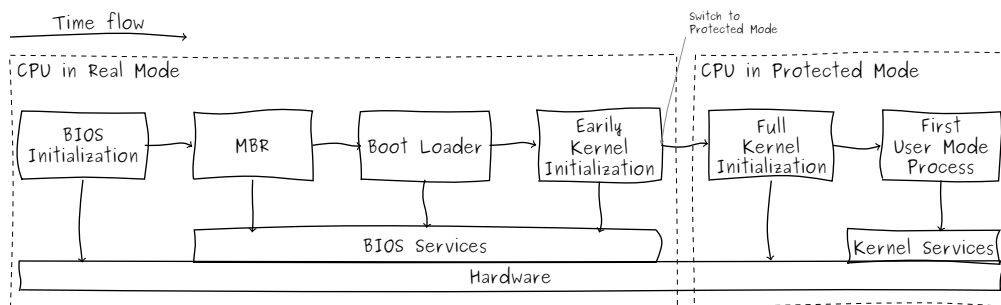 Time flow
Switch to
Protected Mode
CPU in Real Mode
CPU in Protected Mode
BIOS
Initialization
MBR
Boot Loader
Earily
Kernel
Initialization
Full
Kernel
Initialization
First
User Mode
Process
BIOS Services
Kernel Services
Hardware